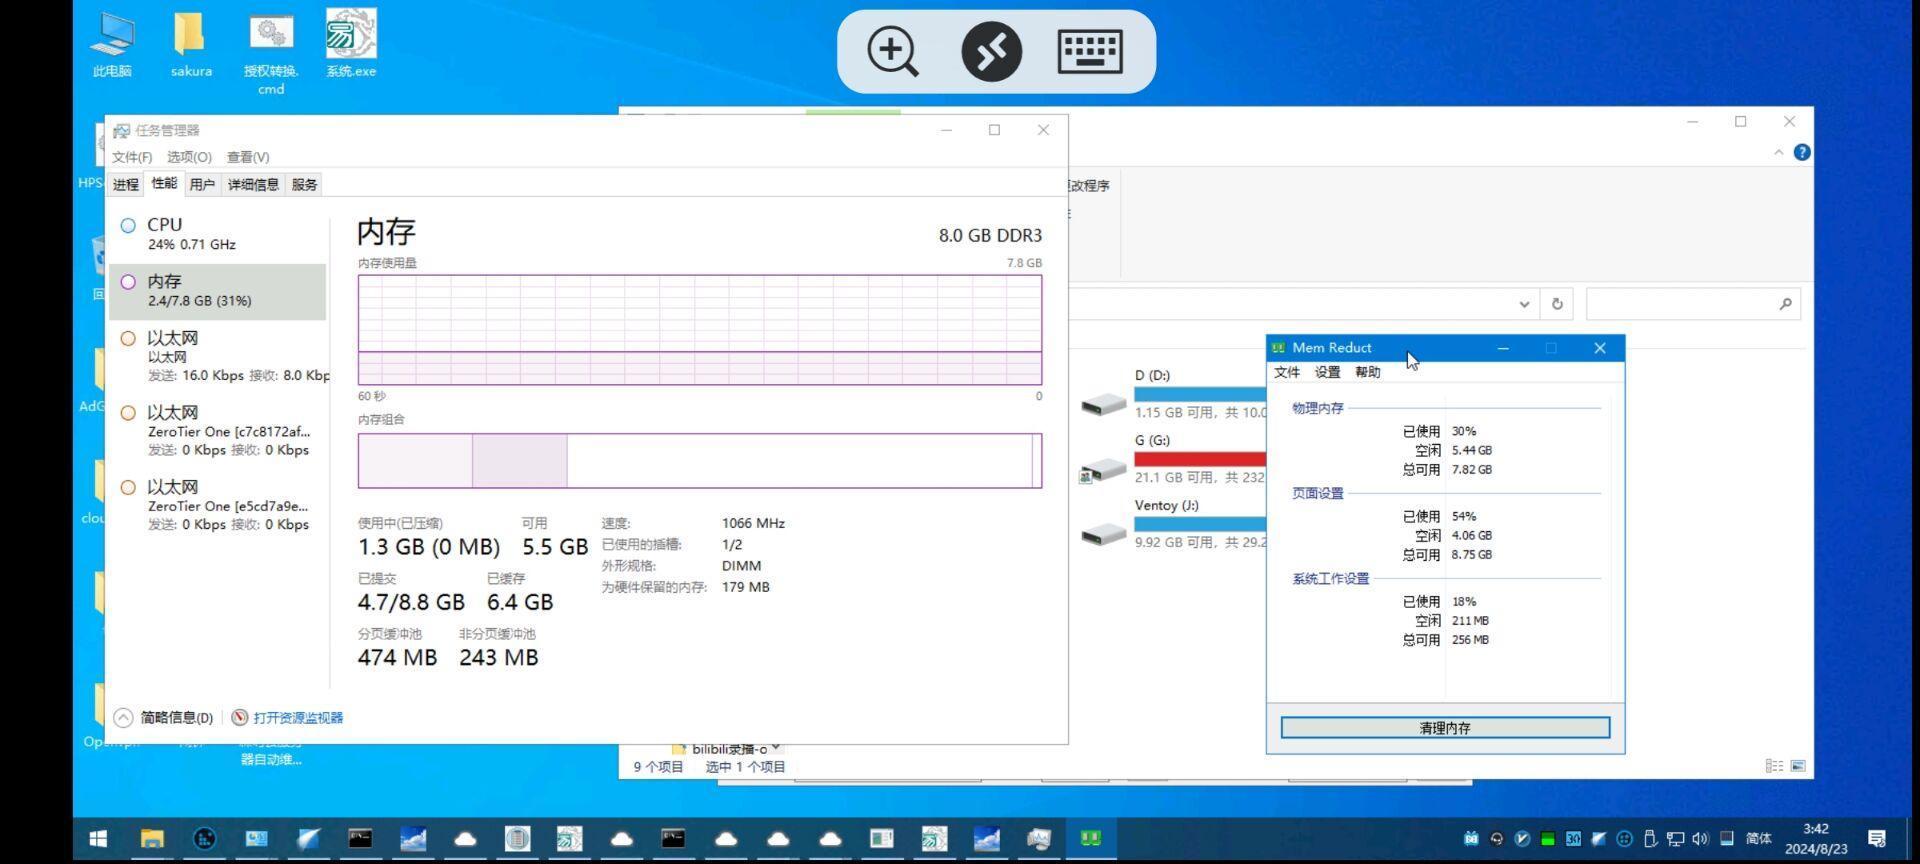 此电脑
sakura
授权转换.
cmd
系统.exe
任务管理器
文件(F) 选项(O) 查看(V)
进程 性能 用户 详细信息 服务
CPU
24% 0.71 GHz
内存
2.4/7.8 GB (31%)
以太网
以太网
发送: 16.0 Kbps 接收: 8.0 Kbp
以太网
ZeroTier One [c7c8172af...
发送: 0 Kbps 接收: 0 Kbps
以太网
ZeroTier One [e5cd7a9e...
发送: 0 Kbps 接收: 0 Kbps
内存
8.0 GB DDR3
内存使用量
7.8 GB
60 秒
0
内存组合
使用中(已压缩)
1.3 GB (0 MB)
可用
5.5 GB
已提交
4.7/8.8 GB
已缓存
6.4 GB
分页缓冲池
474 MB
非分页缓冲池
243 MB
速度: 1066 MHz
已使用的插槽: 1/2
外形规格: DIMM
为硬件保留的内存: 179 MB
简略信息(D)
打开资源监视器
HPS
回
AdG
clou
器自动维...
改程序
D (D:)
1.15 GB 可用, 共 10.0
G (G:)
21.1 GB 可用, 共 232
Ventoy (J:)
9.92 GB 可用, 共 29.2
bilibili录播-o
9 个项目 选中 1 个项目
Mem Reduct
文件 设置 帮助
物理内存
已使用 30%
空闲 5.44 GB
总可用 7.82 GB
页面设置
已使用 54%
空闲 4.06 GB
总可用 8.75 GB
系统工作设置
已使用 18%
空闲 211 MB
总可用 256 MB
清理内存
30
简体
3:42
2024/8/23